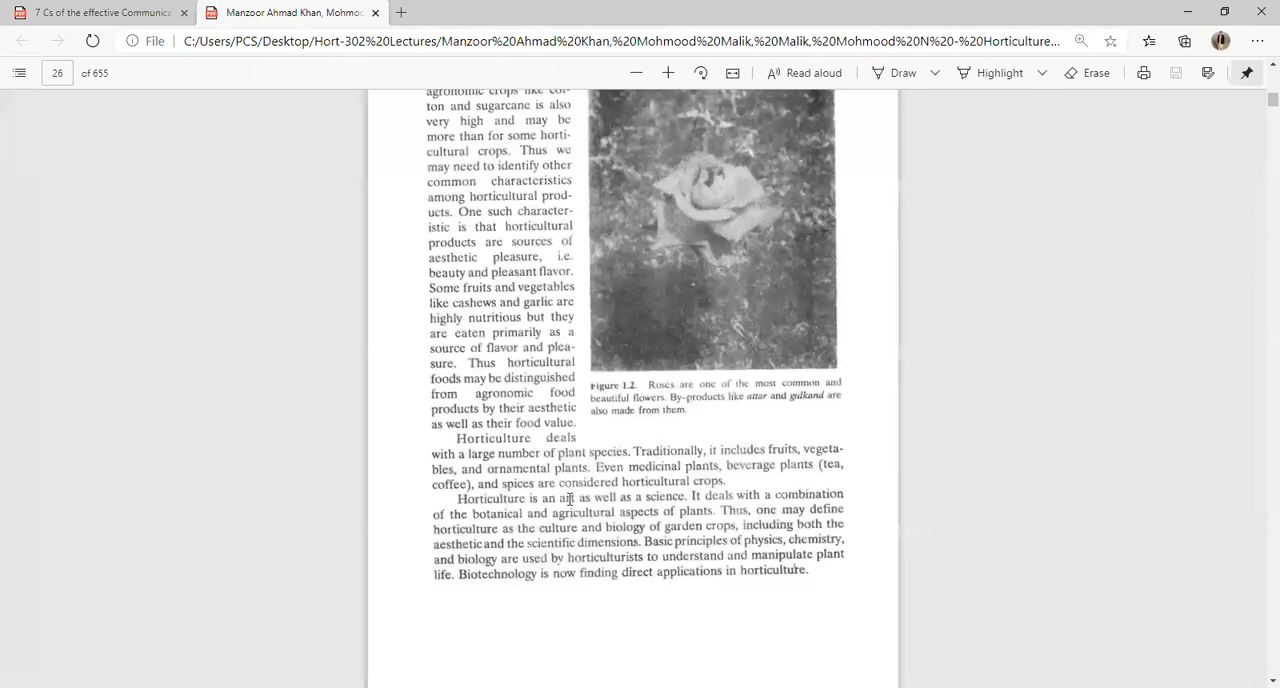 7 Cs of the effective Communica
Manzoor Ahmad Khan, Mohmoo
File
C:/Users/PCS/Desktop/Hort-302%20Lectures/Manzoor%20Ahmad%20Khan,%20Mohmood%20Malik,%20Malik,%20Mohmood%20N%20-%20Horticulture...
26
of 655
Read aloud
Draw
Highlight
Erase
agronomic crops like cot-
ton and sugarcane is also
very high and may be
more than for some horti-
cultural crops. Thus we
may need to identify other
common characteristics
among horticultural prod-
ucts. One such character-
istic is that horticultural
products are sources of
aesthetic pleasure, i.e.
beauty and pleasant flavor.
Some fruits and vegetables
like cashews and garlic are
highly nutritious but they
are eaten primarily as a
source of flavor and plea-
sure. Thus horticultural
foods may be distinguished
from agronomic food
products by their aesthetic
as well as their food value.
Figure 1.2. Roses are one of the most common and
beautiful flowers. By-products like attar and gulkand are
also made from them.
Horticulture deals
with a large number of plant species. Traditionally, it includes fruits, vegeta-
bles, and ornamental plants. Even medicinal plants, beverage plants (tea,
coffee), and spices are considered horticultural crops.
Horticulture is an art as well as a science. It deals with a combination
of the botanical and agricultural aspects of plants. Thus, one may define
horticulture as the culture and biology of garden crops, including both the
aesthetic and the scientific dimensions. Basic principles of physics, chemistry,
and biology are used by horticulturists to understand and manipulate plant
life. Biotechnology is now finding direct applications in horticulture.